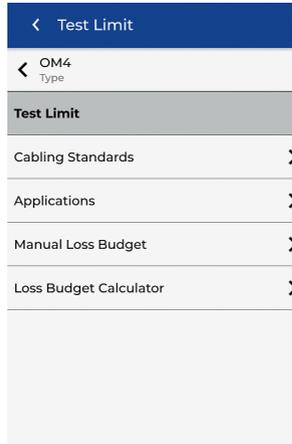 Test Limit
OM4
Type
Test Limit
Cabling Standards
Applications
Manual Loss Budget
Loss Budget Calculator